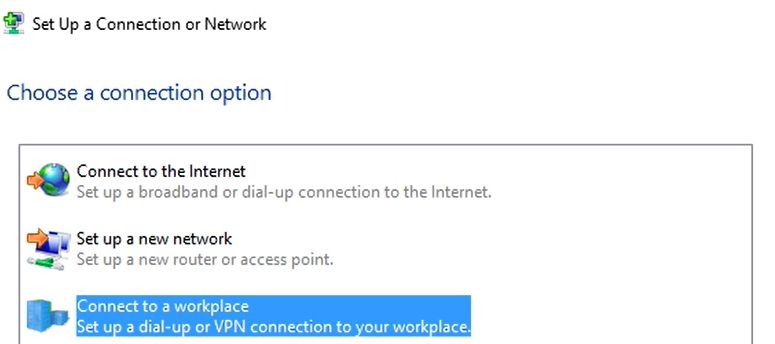 Set Up a Connection or Network
Choose a connection option
Connect to the Internet
Set up a broadband or dial-up connection to the Internet.
Set up a new network
Set up a new router or access point.
Connect to a workplace
Set up a dial-up or VPN connection to your workplace.